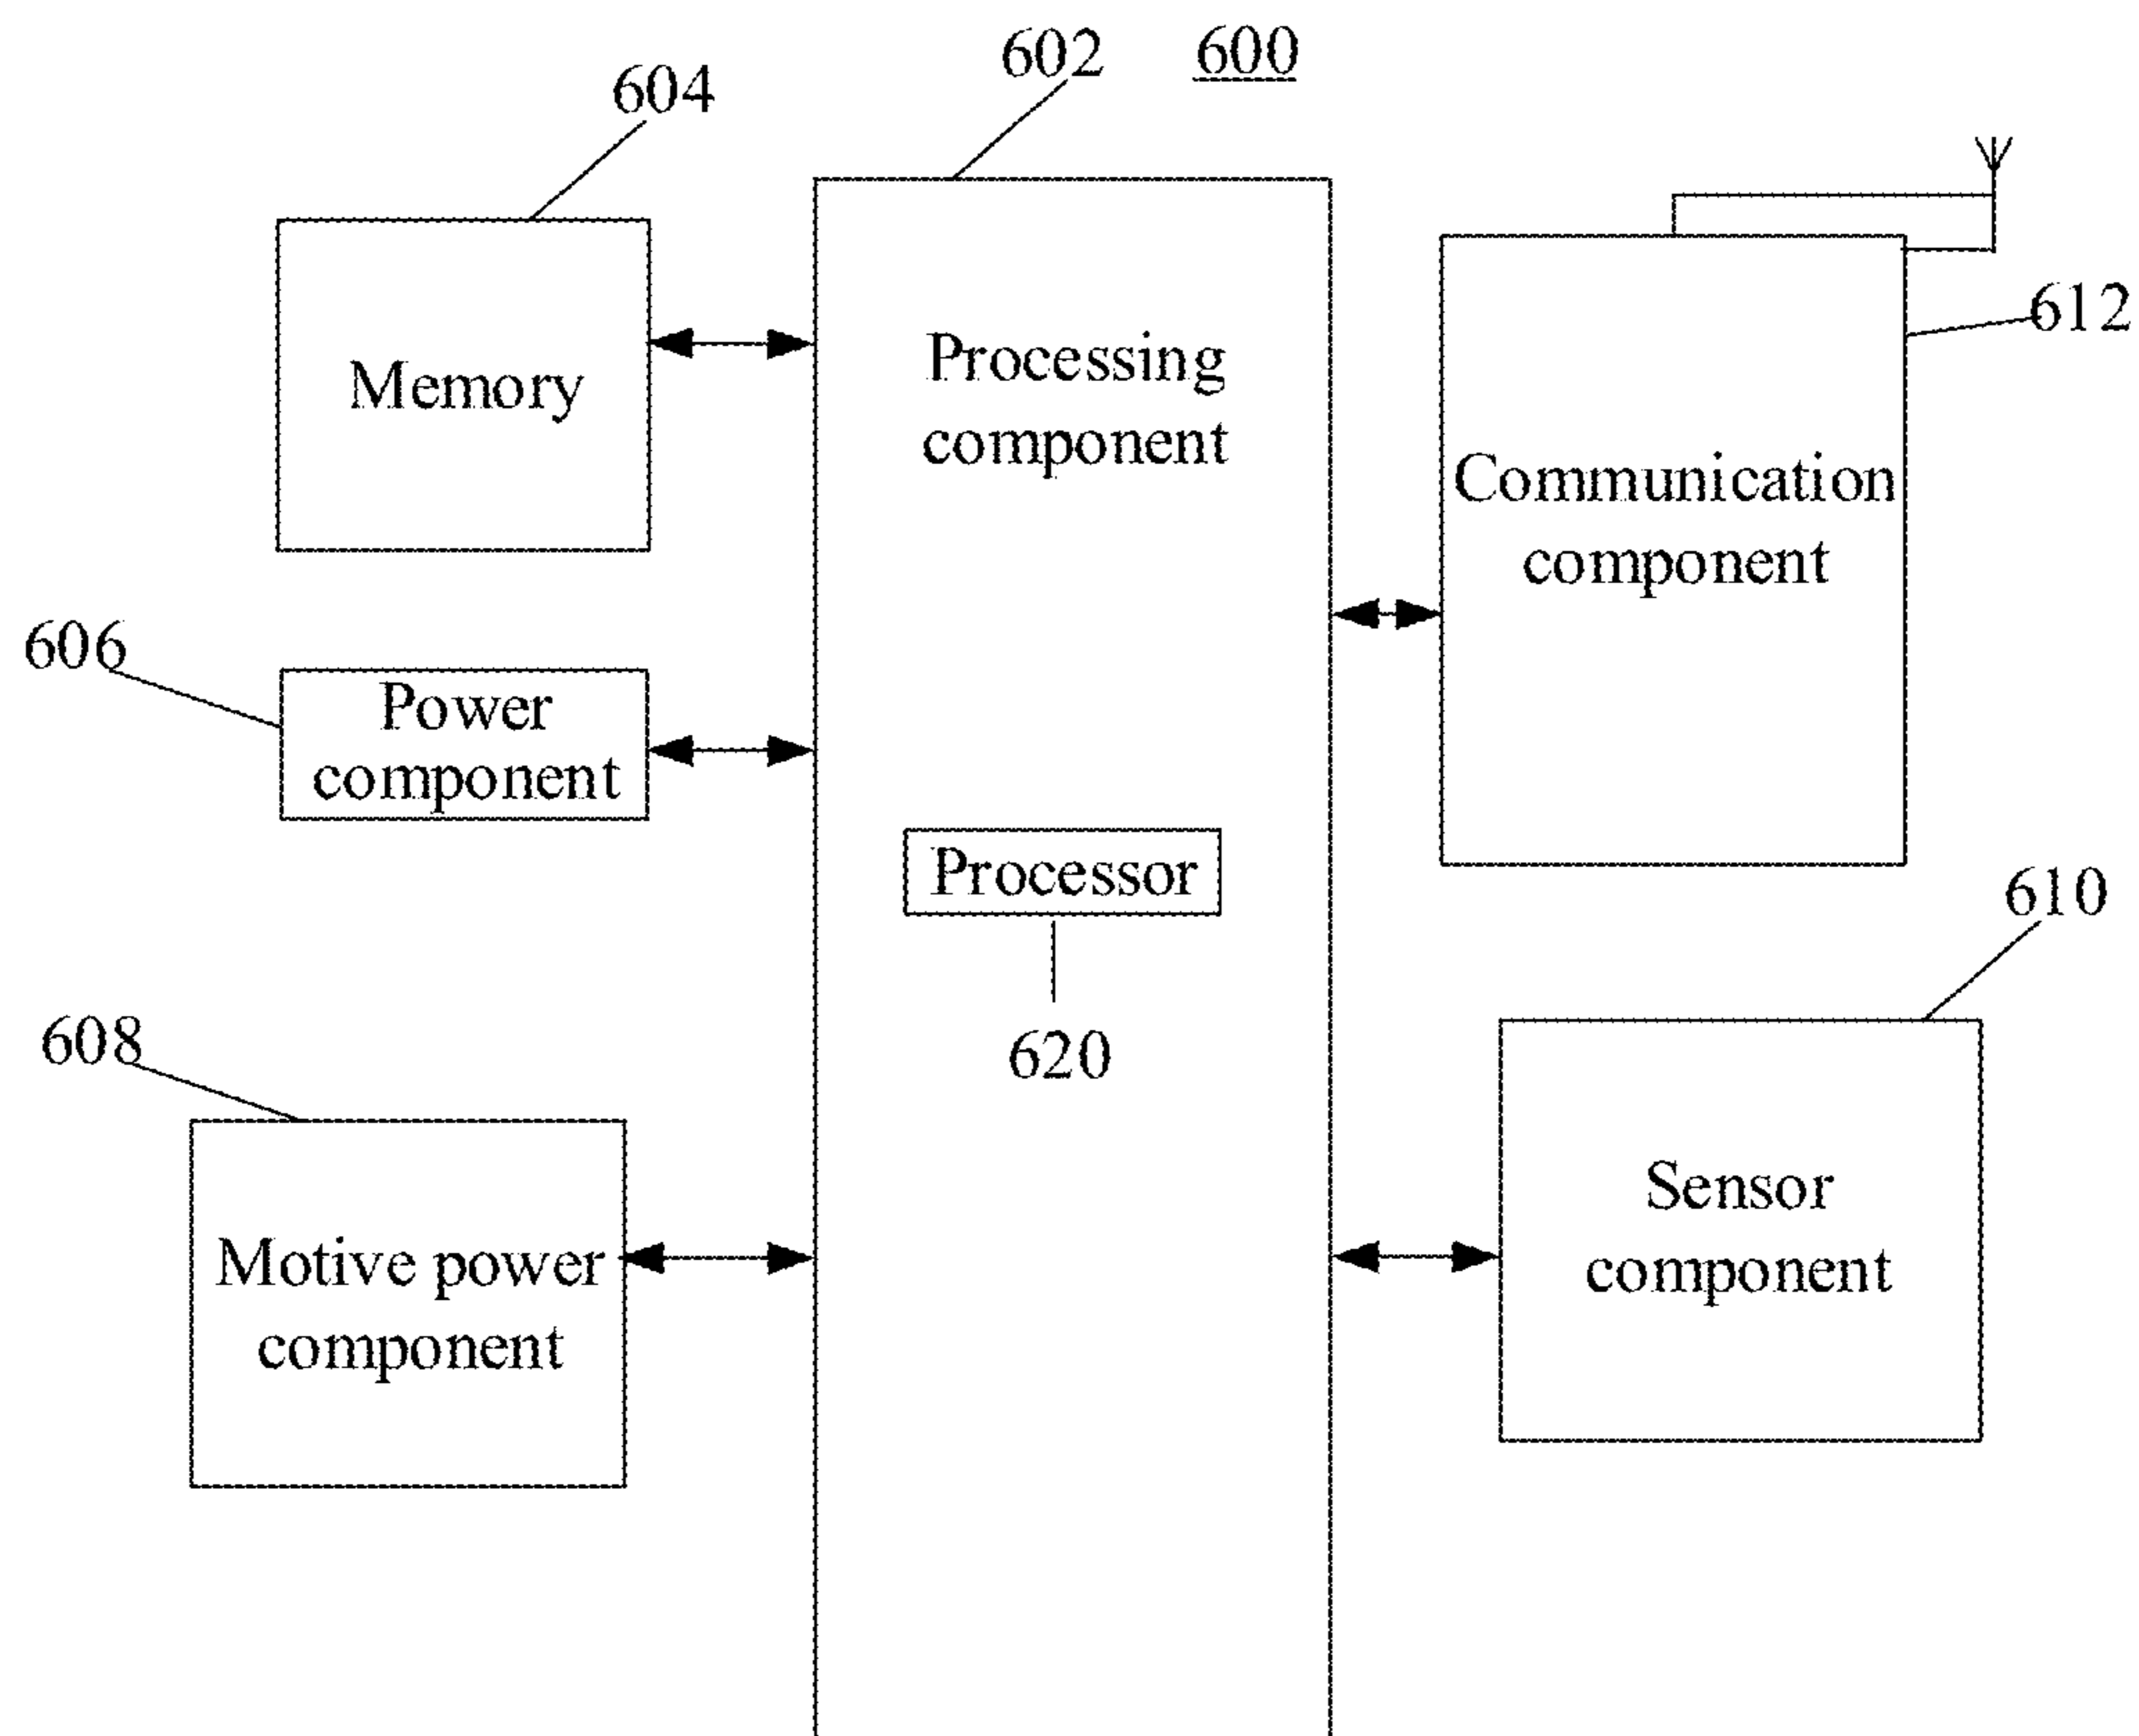 602
600
604
Memory
Processing
component
612
Communication
component
606
Power
component
Processor
620
610
608
Motive power
component
Sensor
component